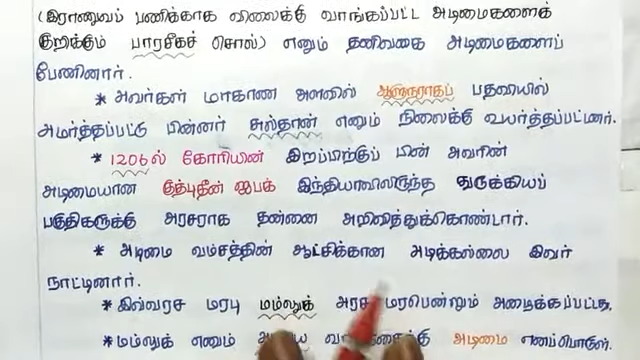 (இராணுவப் பணிக்காக விலைக்கு வாங்கப்பட்ட அடிமைகளைக்
குறிக்கும் பாரசீகச் சொல்) எனும் தனிவகை அடிமைகளைப்
பேணினார்.
* அவர்கள் மாகாண அளவில் ஆளுநராகப் பதவியில்
அமர்த்தப்பட்டு பின்னர் சுல்தான் எனும் நிலைக்கு உயர்த்தப்பட்டனர்.
* 1206ல் கோரியின் இறப்பிற்குப் பின் அவரின்
அடிமையான குத்புதீன் ஐபக் இந்தியாவிலிருந்த துருக்கியப்
பகுதிகளுக்கு அரசராக தன்னை அறிவித்துக்கொண்டார்.
* அடிமை வம்சத்தின் ஆட்சிக்கான அடிக்கல்லை இவர்
நாட்டினார்.
* இவ்வரச மரபு மம்லுக் அரச மரபென்றும் அழைக்கப்பட்டது.
* மம்லுக் எனும் அடிமை எனப்பொருள்.